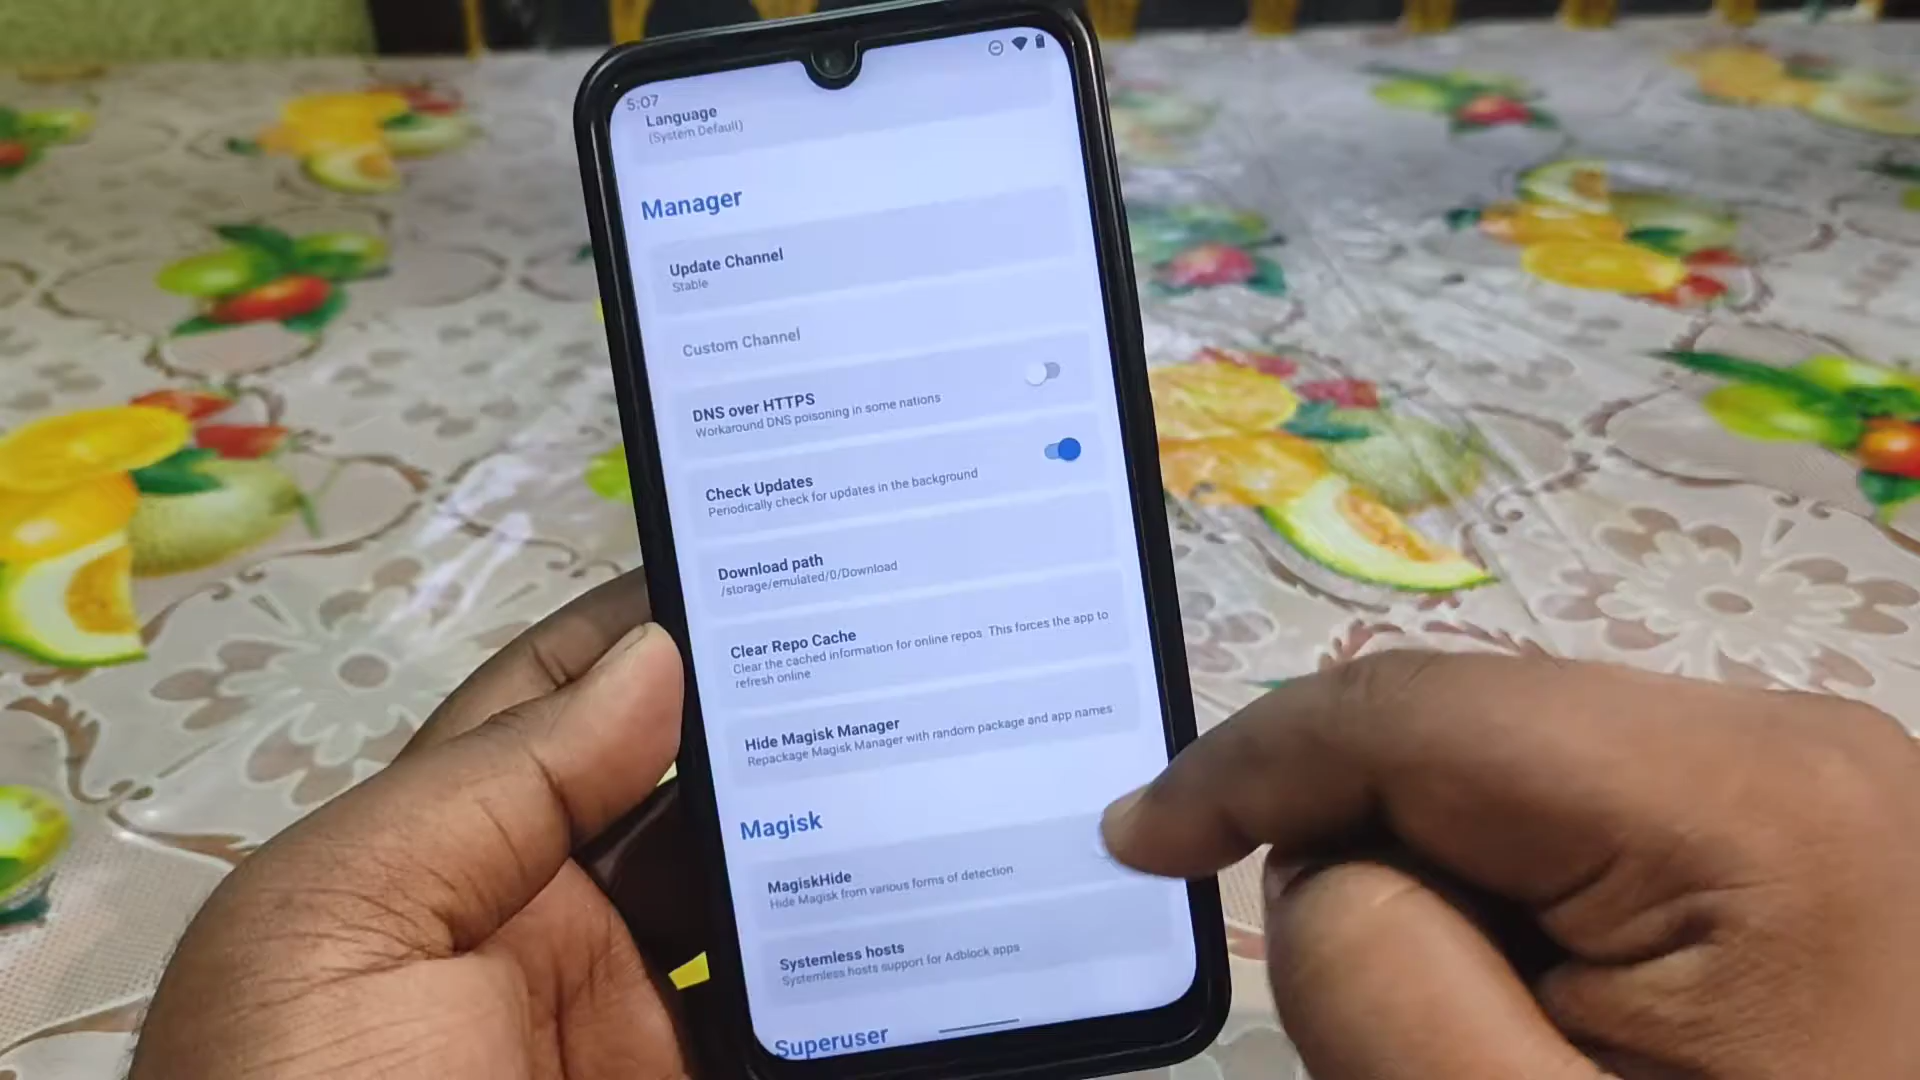 5:07
Language
(System Default)
Manager
Update Channel
Stable
Custom Channel
DNS over HTTPS
Workaround DNS poisoning in some nations
Check Updates
Periodically check for updates in the background
Download path
/storage/emulated/0/Download
Clear Repo Cache
Clear the cached information for online repos. This forces the app to
refresh online
Hide Magisk Manager
Repackage Magisk Manager with random package and app names
Magisk
MagiskHide
Hide Magisk from various forms of detection
Systemless hosts
Systemless hosts support for Adblock apps
Superuser